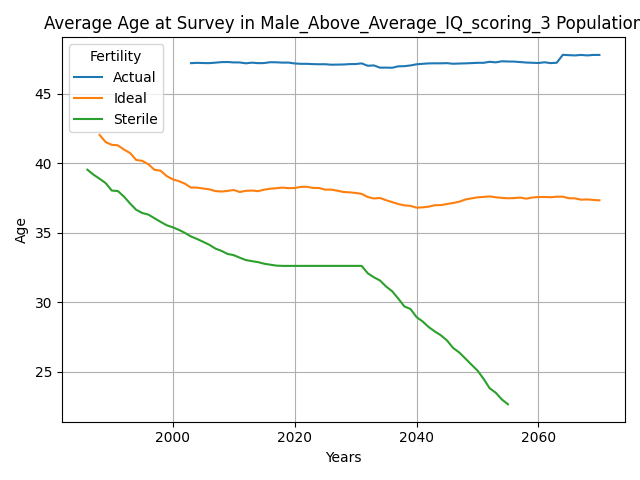 Average Age at Survey in Male_Above_Average_IQ_scoring_3 Population
Fertility
Actual
Ideal
Sterile
Age
45
40
35
30
25
2000
2020
2040
2060
Years